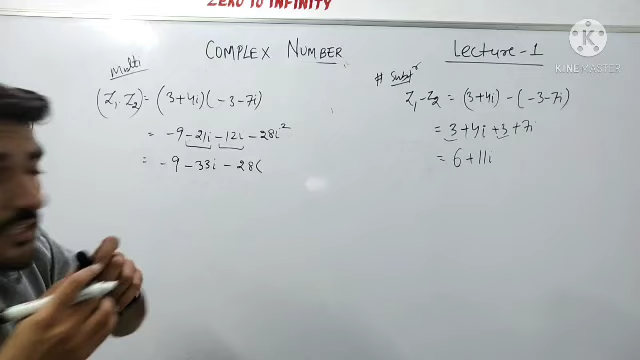 ZERO TO INFINITY
COMPLEX NUMBER
Lecture-1
KINEMASTER
multi
(Z₁.Z₂) = (3+4i)(-3-7i)
= -9-21i-12i-28i²
= -9-33i-28(
# Subtʳ
Z₁-Z₂ = (3+4i)-(-3-7i)
= 3+4i+3+7i
= 6+11i